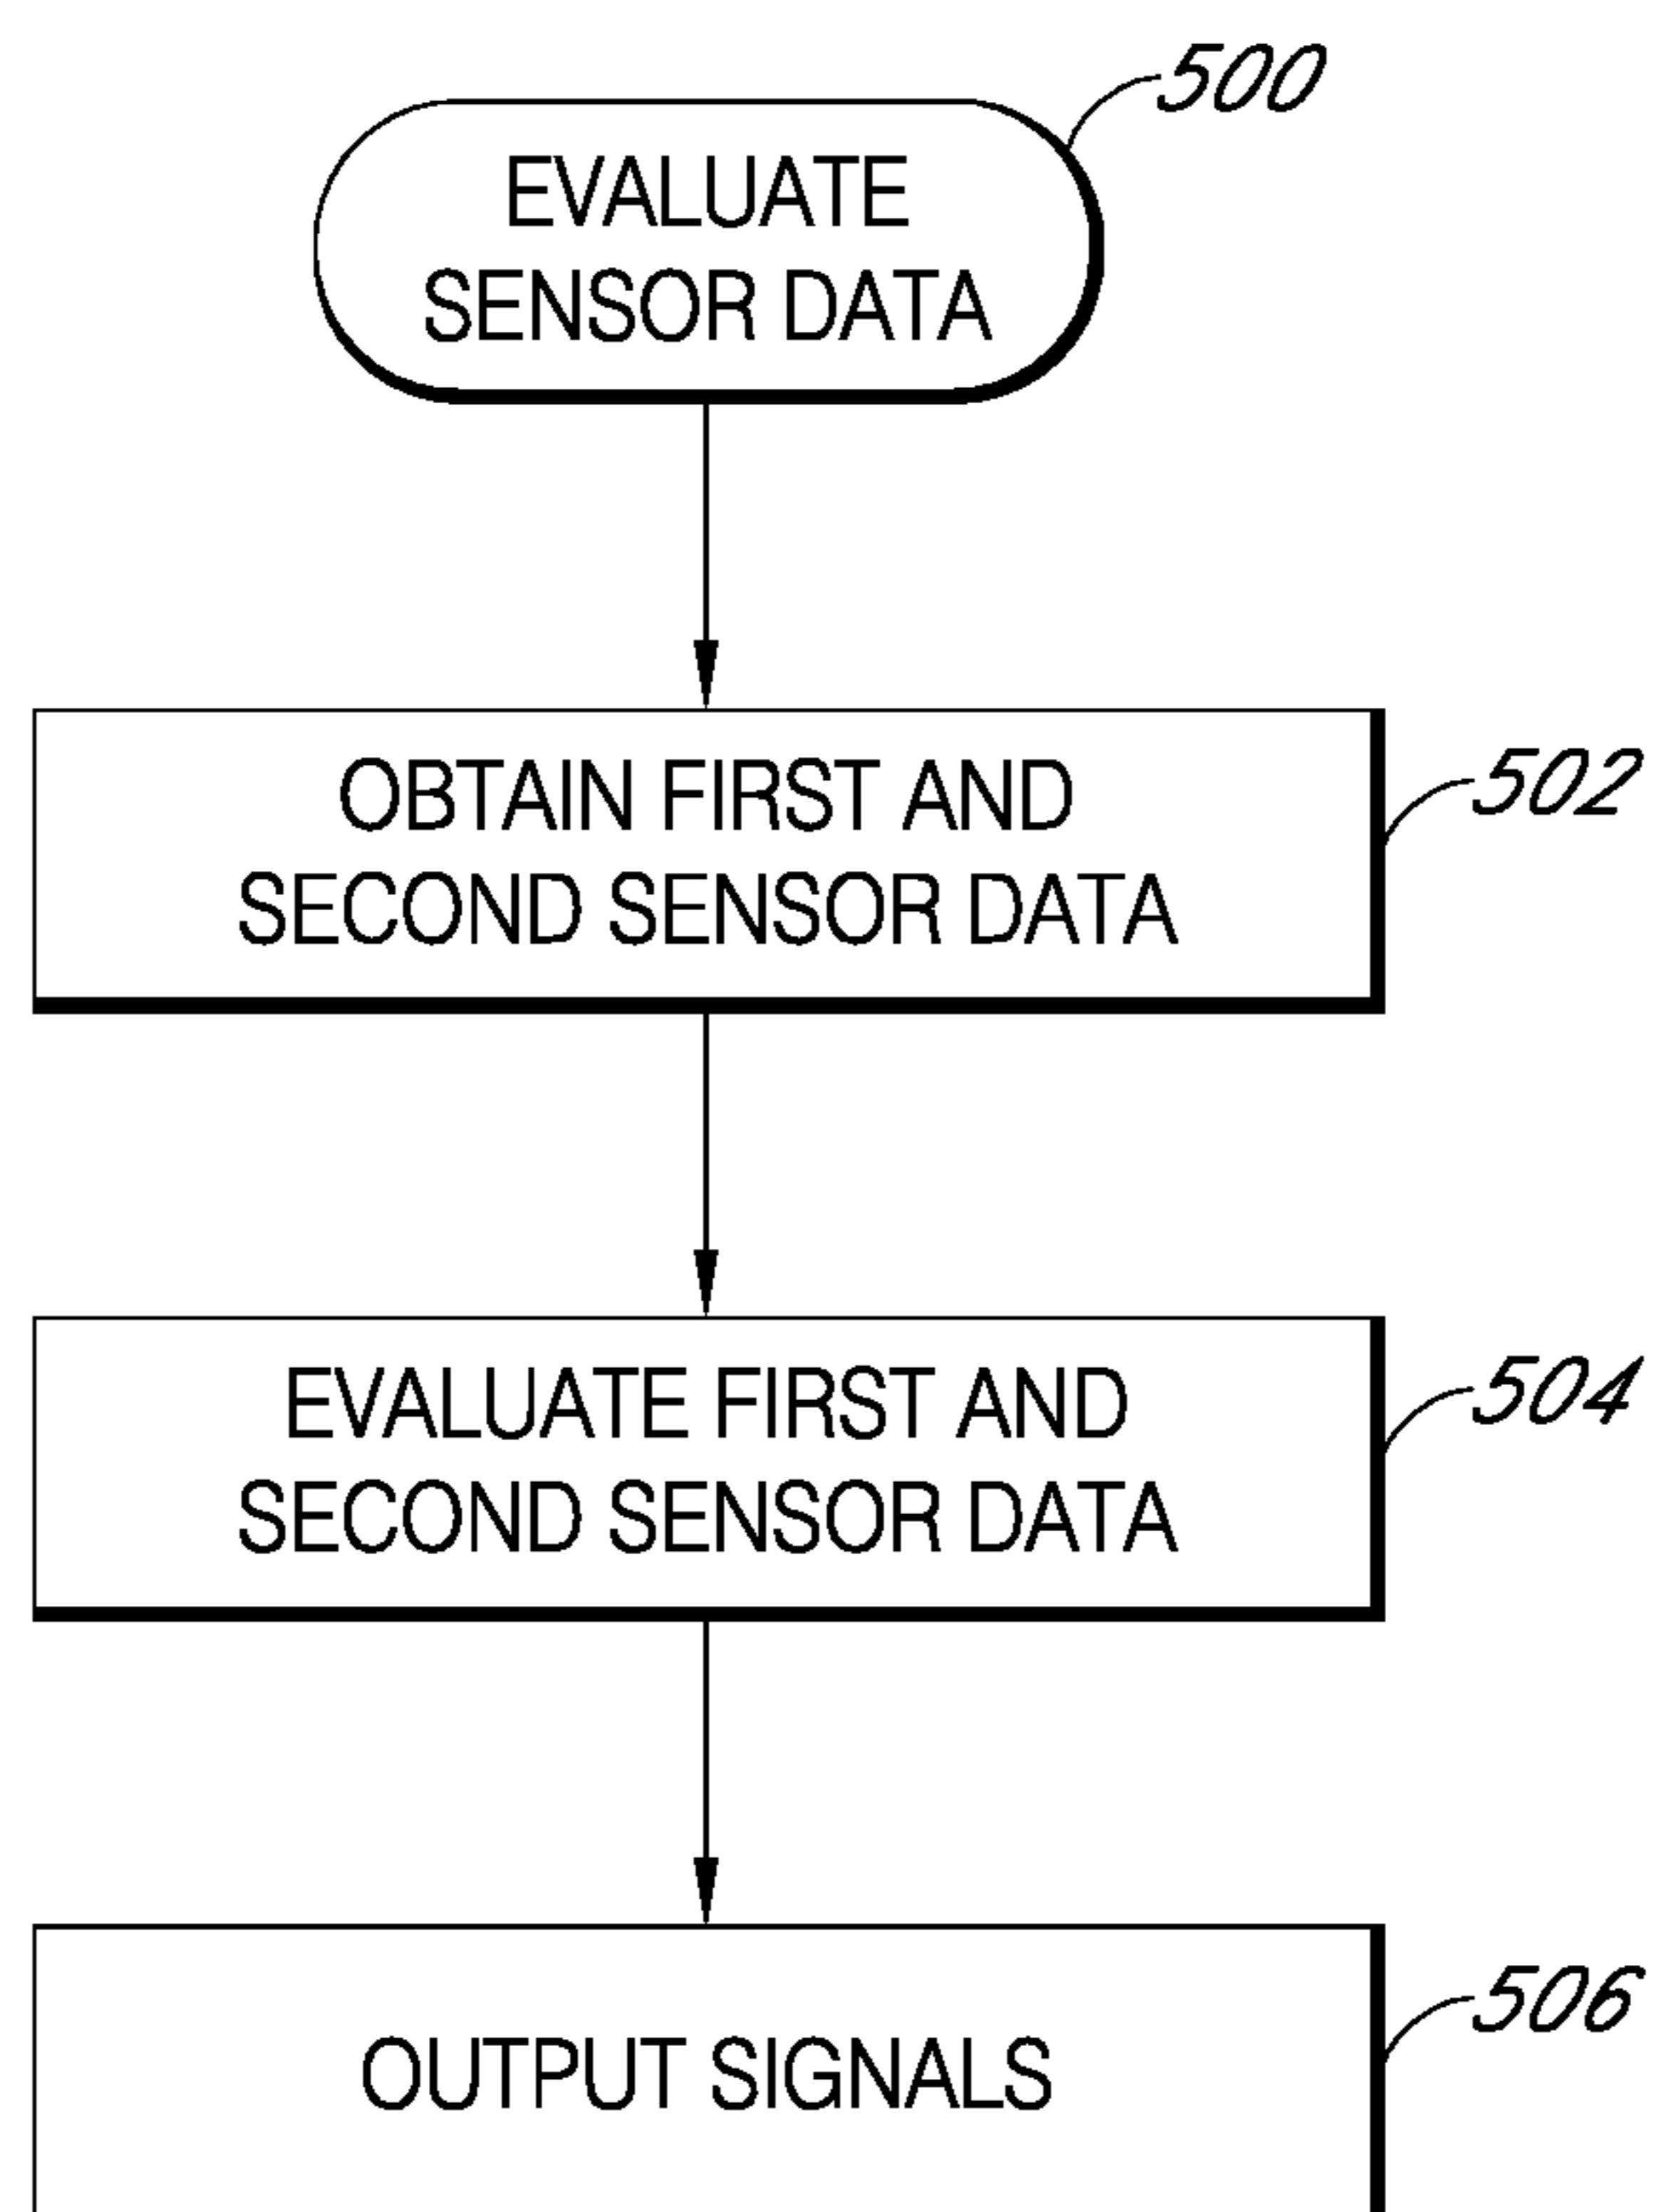 500
EVALUATE
SENSOR DATA
OBTAIN FIRST AND
SECOND SENSOR DATA
502
EVALUATE FIRST AND
SECOND SENSOR DATA
504
OUTPUT SIGNALS
506